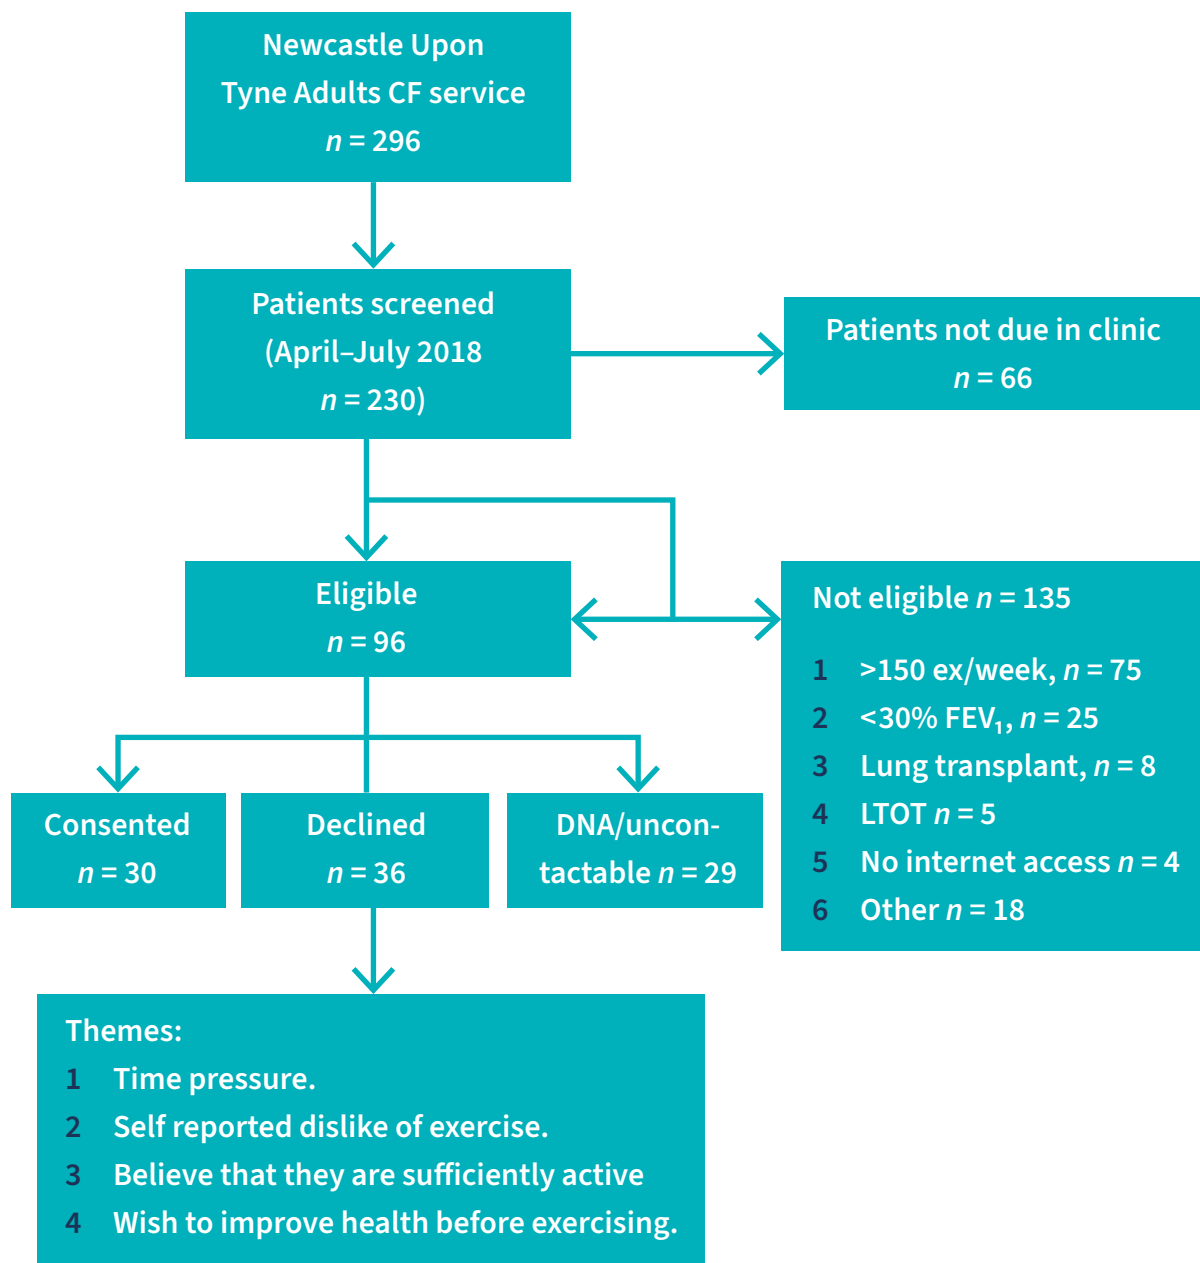 Newcastle Upon
Tyne Adults CF service
n = 296
Patients screened
(April–July 2018
n = 230)
Patients not due in clinic
n = 66
Eligible
n = 96
Not eligible n = 135
1 >150 ex/week, n = 75
2 <30% FEV₁, n = 25
3 Lung transplant, n = 8
4 LTOT n = 5
5 No internet access n = 4
6 Other n = 18
Consented
n = 30
Declined
n = 36
DNA/uncon-
tactable n = 29
Themes:
1 Time pressure.
2 Self reported dislike of exercise.
3 Believe that they are sufficiently active
4 Wish to improve health before exercising.